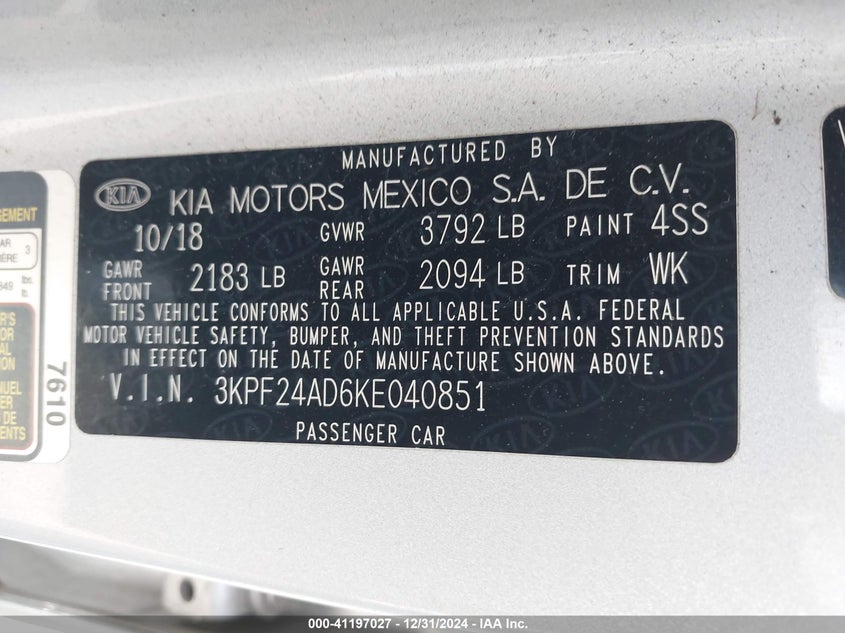 MANUFACTURED BY
KIA KIA MOTORS MEXICO S.A. DE C.V.
10/18 GVWR 3792 LB PAINT 4SS
GAWR FRONT 2183 LB GAWR REAR 2094 LB TRIM WK
THIS VEHICLE CONFORMS TO ALL APPLICABLE U.S.A. FEDERAL
MOTOR VEHICLE SAFETY, BUMPER, AND THEFT PREVENTION STANDARDS
IN EFFECT ON THE DATE OF MANUFACTURE SHOWN ABOVE.
V.I.N. 3KPF24AD6KE040851
PASSENGER CAR
3
lbs.
7610
000-41197027 - 12/31/2024 - IAA Inc.